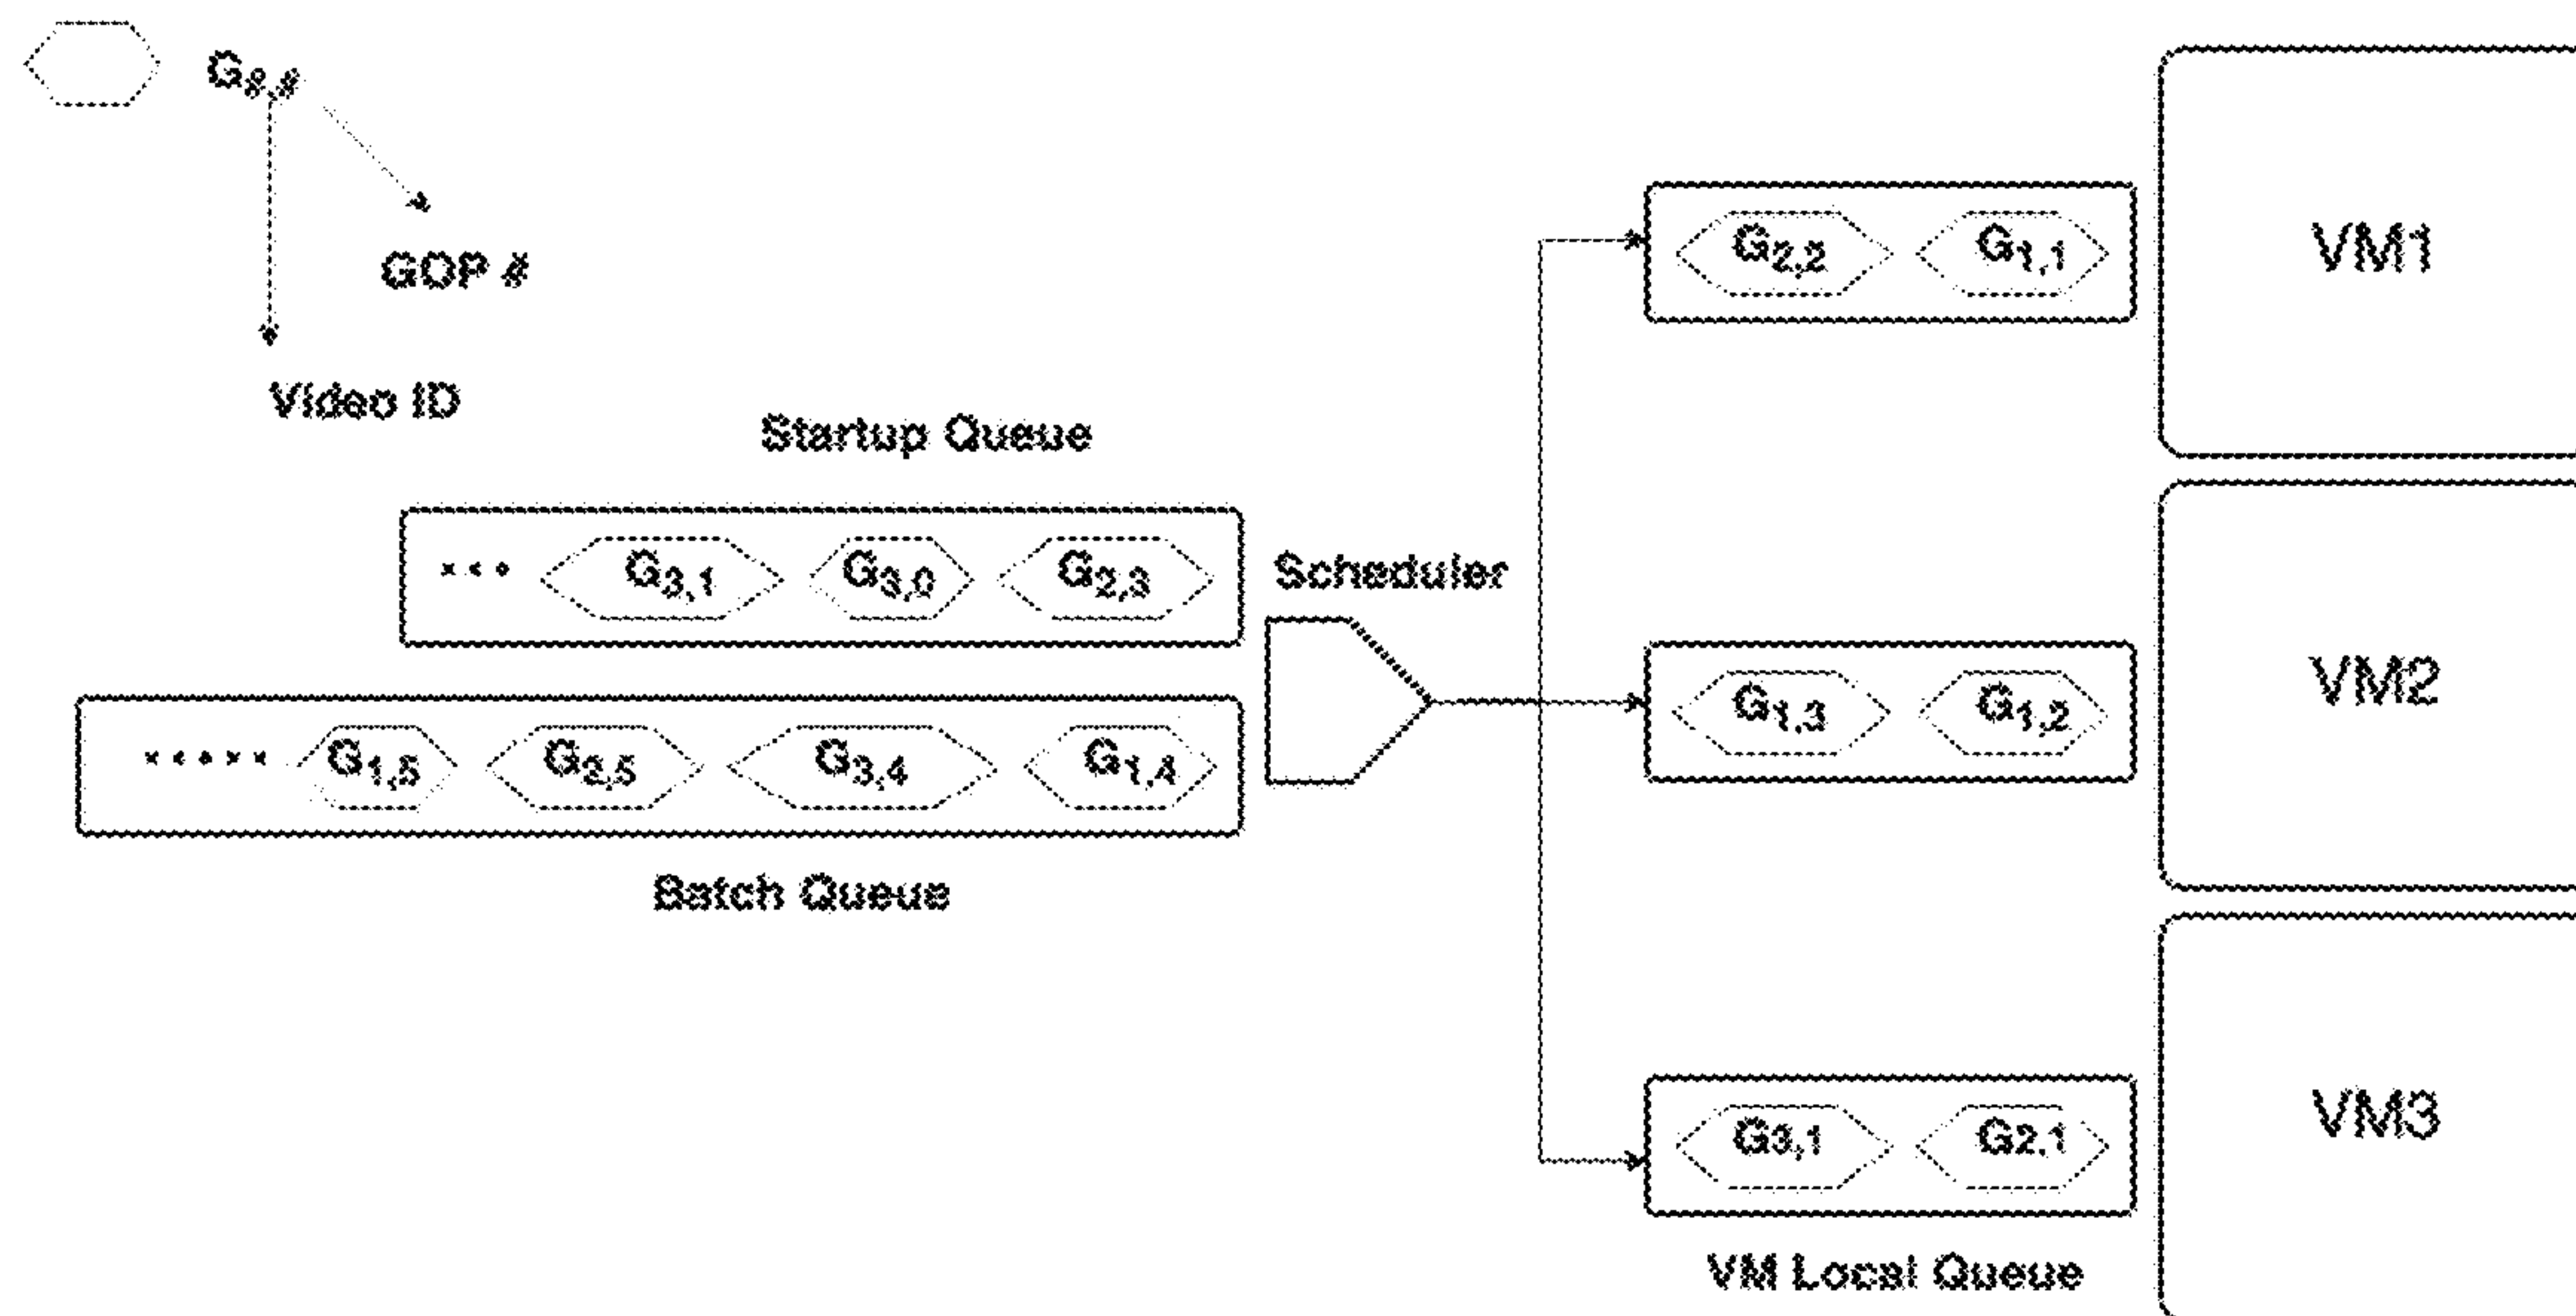 G#,#
GOP #
Video ID
Startup Queue
G3,1 G3,0 G2,3
Scheduler
G1,5 G2,5 G3,4 G1,4
Batch Queue
G2,2 G1,1
VM1
G1,3 G1,2
VM2
G3,1 G2,1
VM3
VM Local Queue